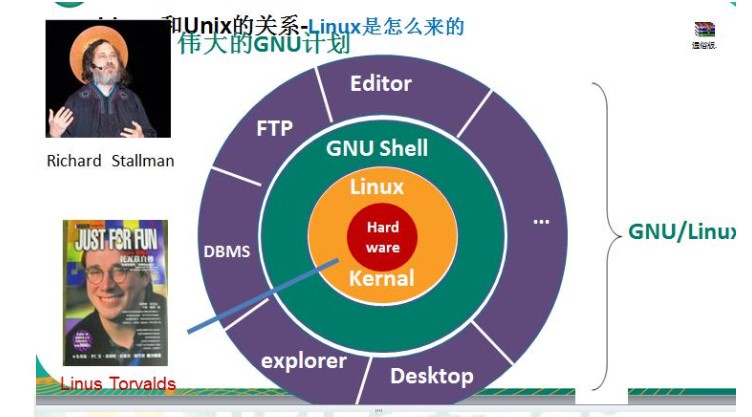 和Unix的关系-Linux是怎么来的
伟大的GNU计划
Richard Stallman
JUST FOR FUN
Linus Torvalds
Editor
FTP
GNU Shell
Linux
Hard
ware
Kernal
DBMS
explorer
Desktop
...
GNU/Linux